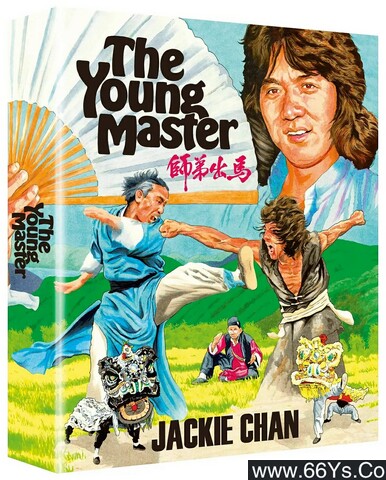 The
Young
Master
師弟出馬
The
Young
Master
JACKIE CHAN
www.66Ys.Co